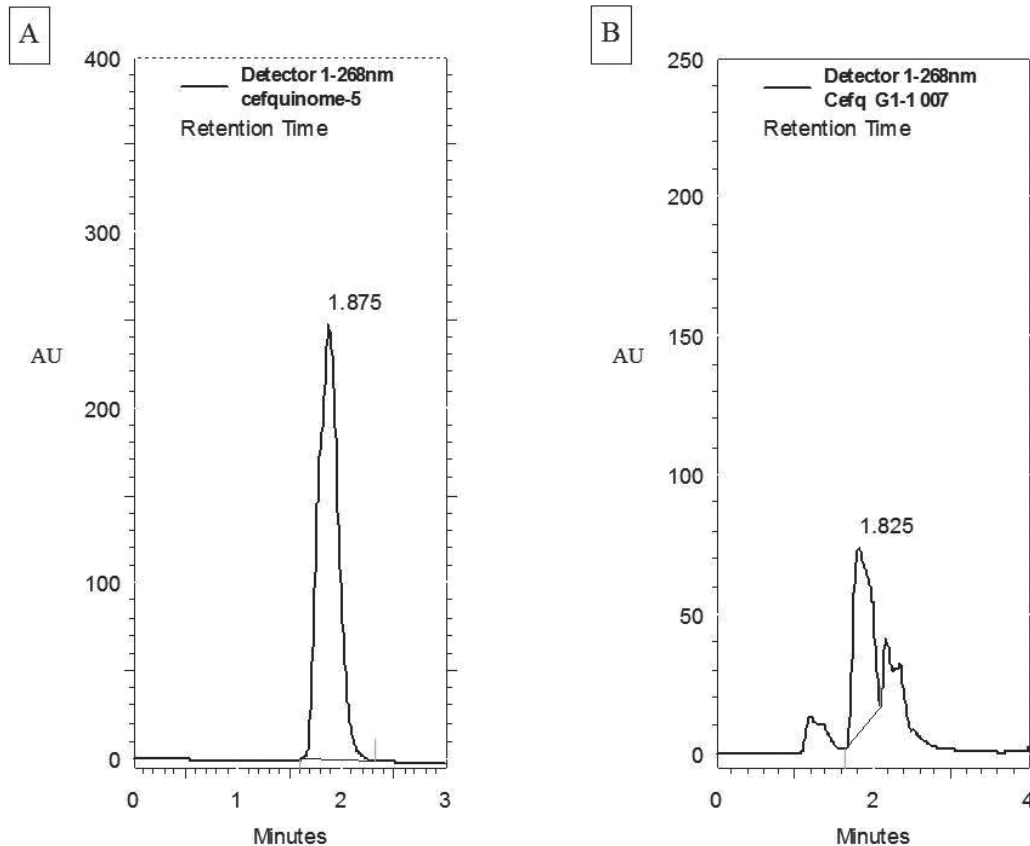 A
400
Detector 1-268nm
cefquinome-5
Retention Time
300
1.875
AU
200
100
0
0 1 2 3
Minutes
B
250
Detector 1-268nm
Cefq G1-1 007
Retention Time
200
150
AU
100
1.825
50
0
0 2 4
Minutes